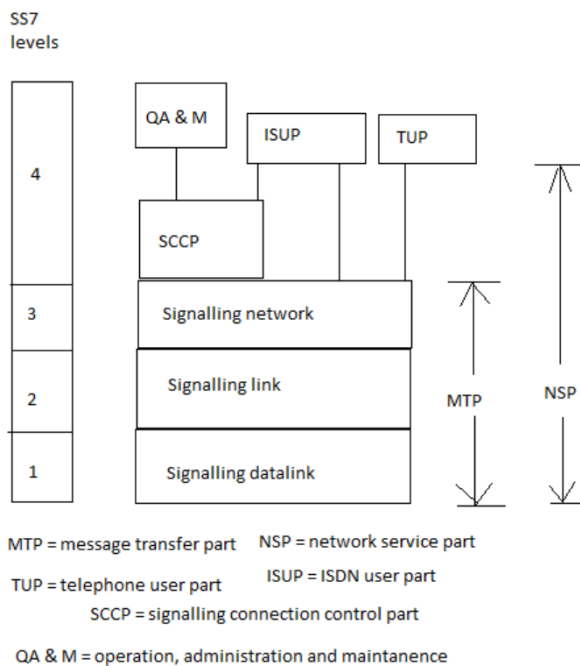 SS7
levels
QA & M
ISUP
TUP
4
SCCP
3
Signalling network
2
Signalling link
MTP
NSP
1
Signalling datalink
MTP = message transfer part
NSP = network service part
TUP = telephone user part
ISUP = ISDN user part
SCCP = signalling connection control part
QA & M = operation, administration and maintanence